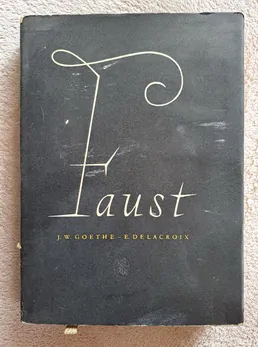 Faust
J.W. GOETHE - E. DELACROIX